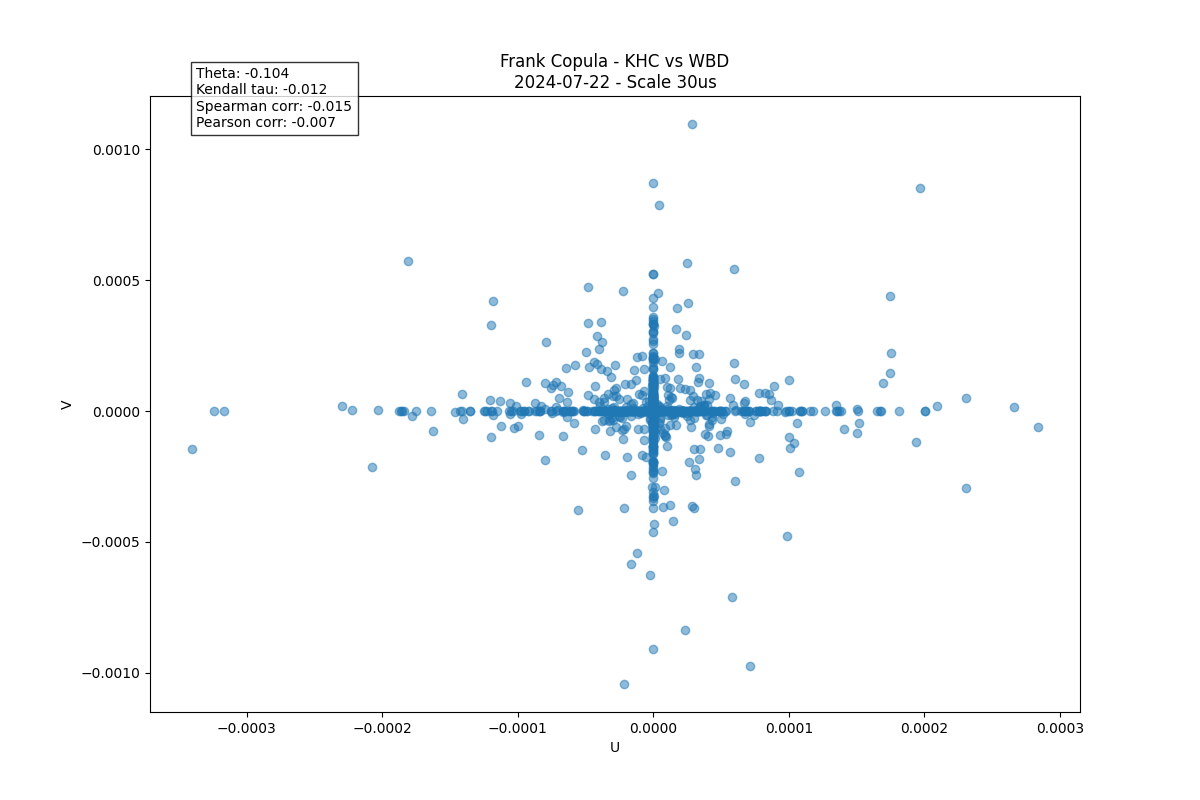 Frank Copula - KHC vs WBD
2024-07-22 - Scale 30us
Theta: -0.104
Kendall tau: -0.012
Spearman corr: -0.015
Pearson corr: -0.007
0.0010
0.0005
0.0000
−0.0005
−0.0010
V
−0.0003 −0.0002 −0.0001 0.0000 0.0001 0.0002 0.0003
U